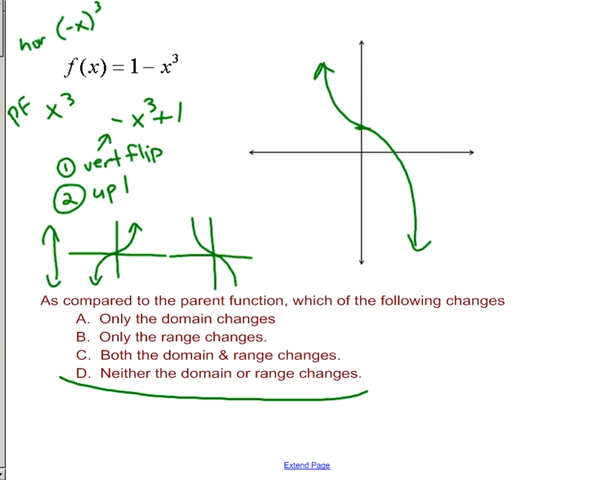 hor (-x)³
f(x) = 1 − x³
pf x³
-x³+1
① vert flip
② up 1
As compared to the parent function, which of the following changes
A. Only the domain changes
B. Only the range changes.
C. Both the domain & range changes.
D. Neither the domain or range changes.
Extend Page